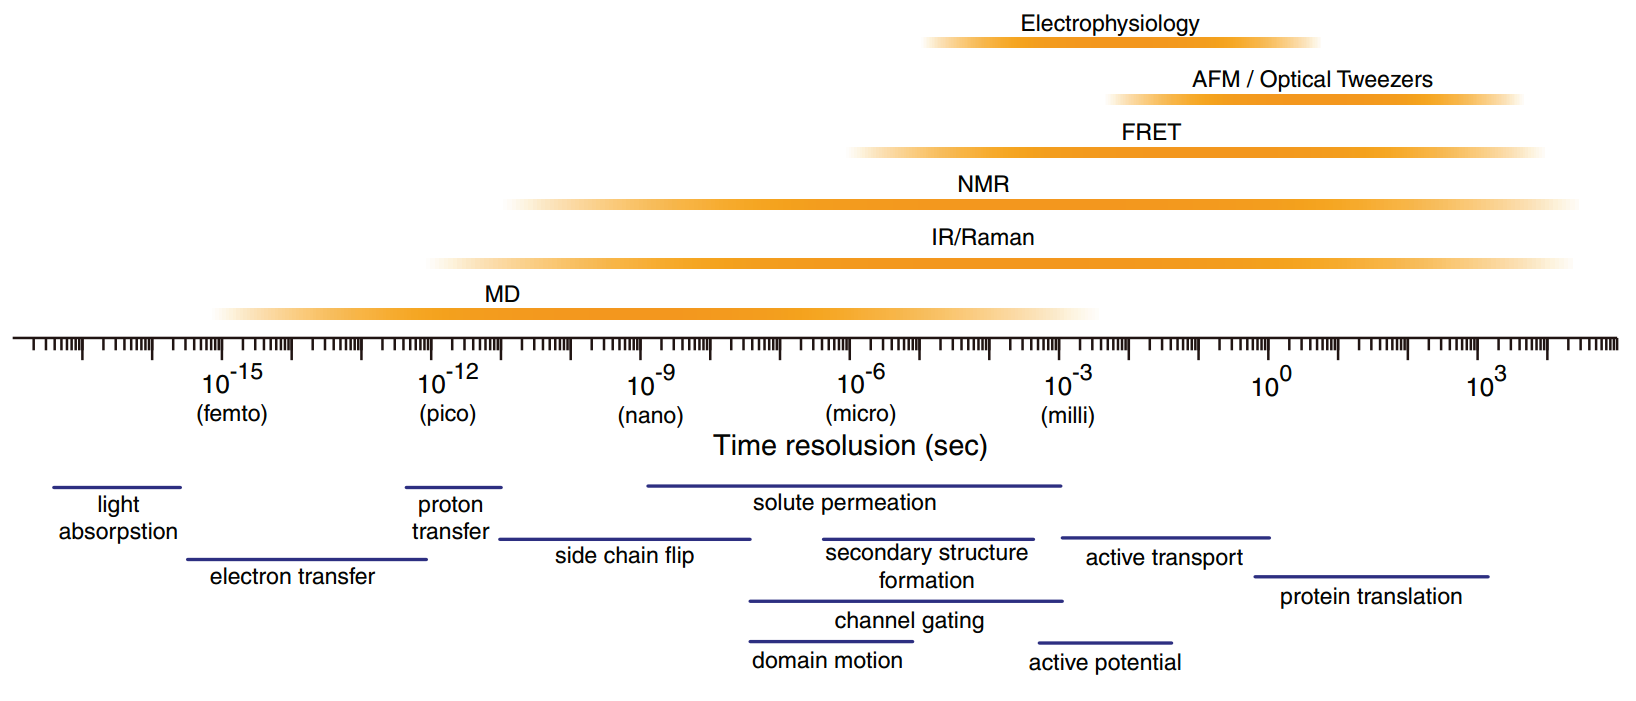 Electrophysiology
AFM / Optical Tweezers
FRET
NMR
IR/Raman
MD
10⁻¹⁵ 10⁻¹² 10⁻⁹ 10⁻⁶ 10⁻³ 10⁰ 10³
(femto) (pico) (nano) (micro) (milli)
Time resolusion (sec)
light
absorpstion
proton
transfer
solute permeation
electron transfer
side chain flip
secondary structure
formation
active transport
protein translation
channel gating
domain motion
active potential